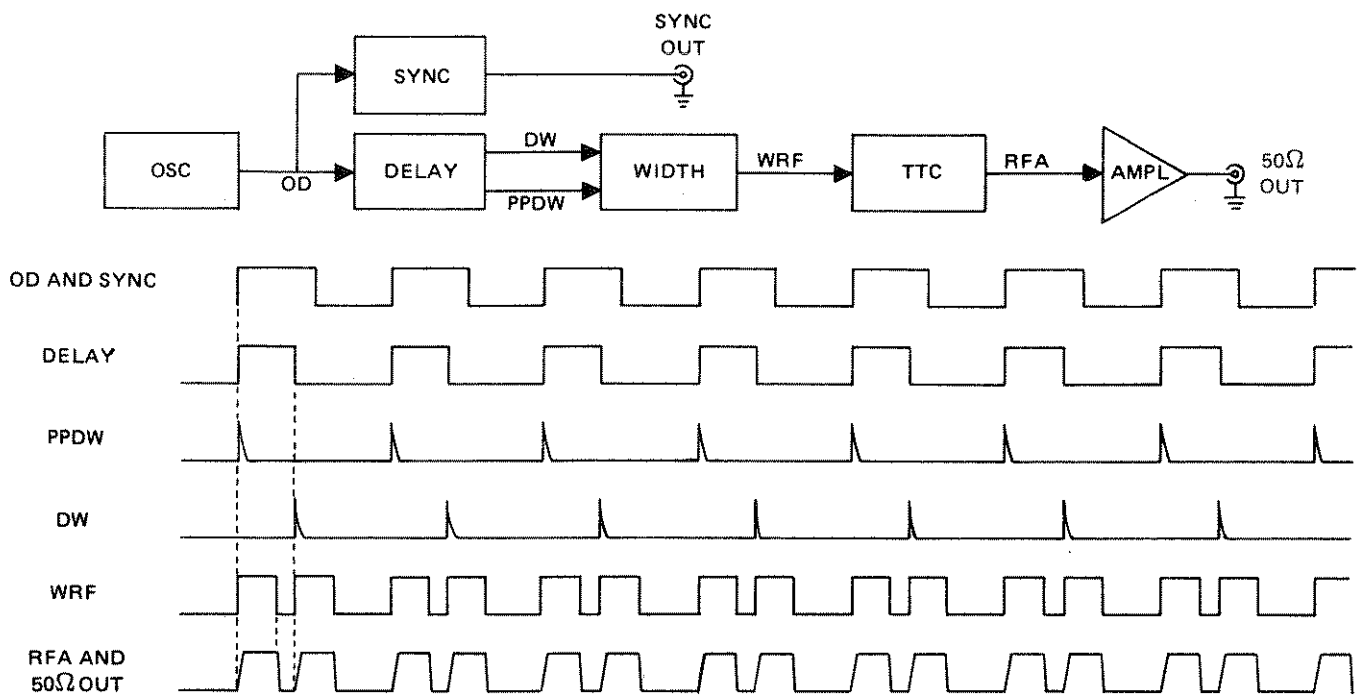 SYNC
OUT
SYNC
OSC
OD
DELAY
DW
PPDW
WIDTH
WRF
TTC
RFA
AMPL
50Ω
OUT
OD AND SYNC
DELAY
PPDW
DW
WRF
RFA AND
50Ω OUT